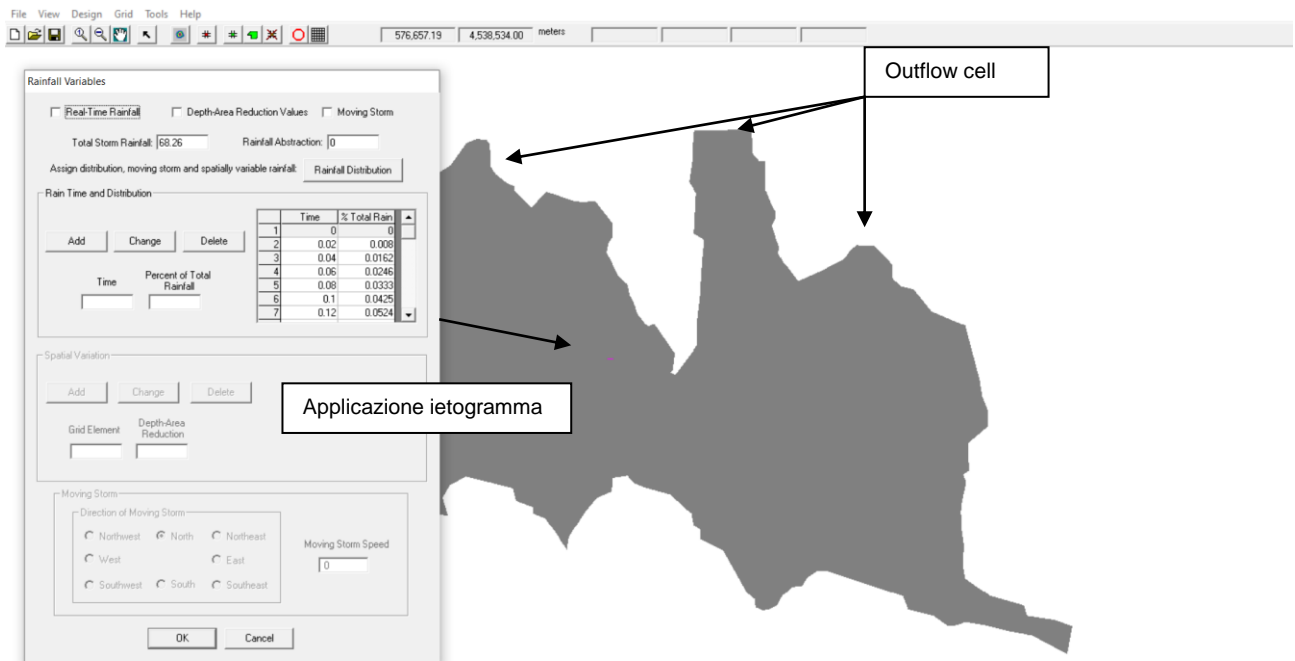 File View Design Grid Tools Help
576,657.19 4,538,534.00 meters
Outflow cell
Rainfall Variables
Real-Time Rainfall Depth-Area Reduction Values Moving Storm
Total Storm Rainfall: 68.26 Rainfall Abstraction: 0
Assign distribution, moving storm and spatially variable rainfall: Rainfall Distribution
Rain Time and Distribution
Time % Total Rain
1 0 0
2 0.02 0.008
3 0.04 0.0162
4 0.06 0.0246
5 0.08 0.0333
6 0.1 0.0425
7 0.12 0.0524
Add Change Delete
Time Percent of Total Rainfall
Spatial Variation
Add Change Delete
Grid Element Depth-Area Reduction
Applicazione ietogramma
Moving Storm
Direction of Moving Storm
Northwest North Northeast
West East
Southwest South Southeast
Moving Storm Speed
0
OK Cancel